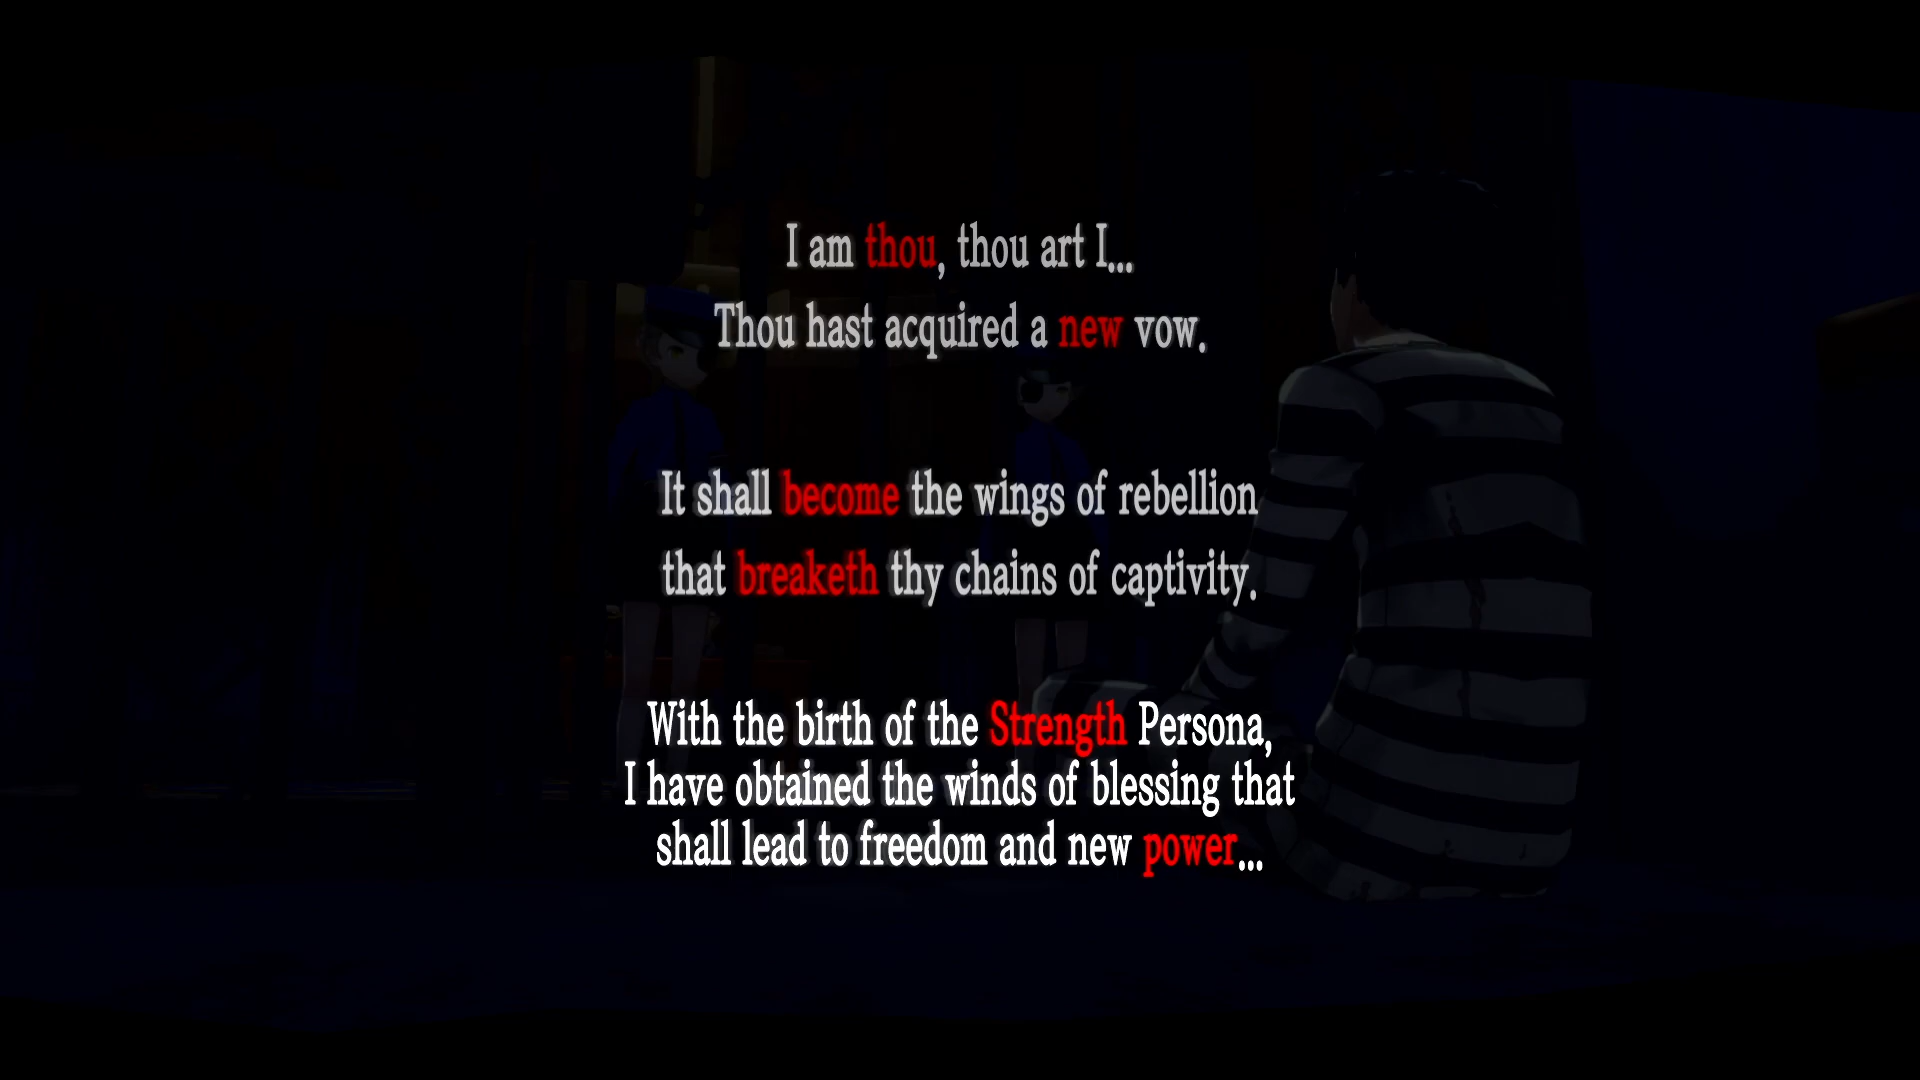 I am thou, thou art I...
Thou hast acquired a new vow.
It shall become the wings of rebellion
that breaketh thy chains of captivity.
With the birth of the Strength Persona,
I have obtained the winds of blessing that
shall lead to freedom and new power...